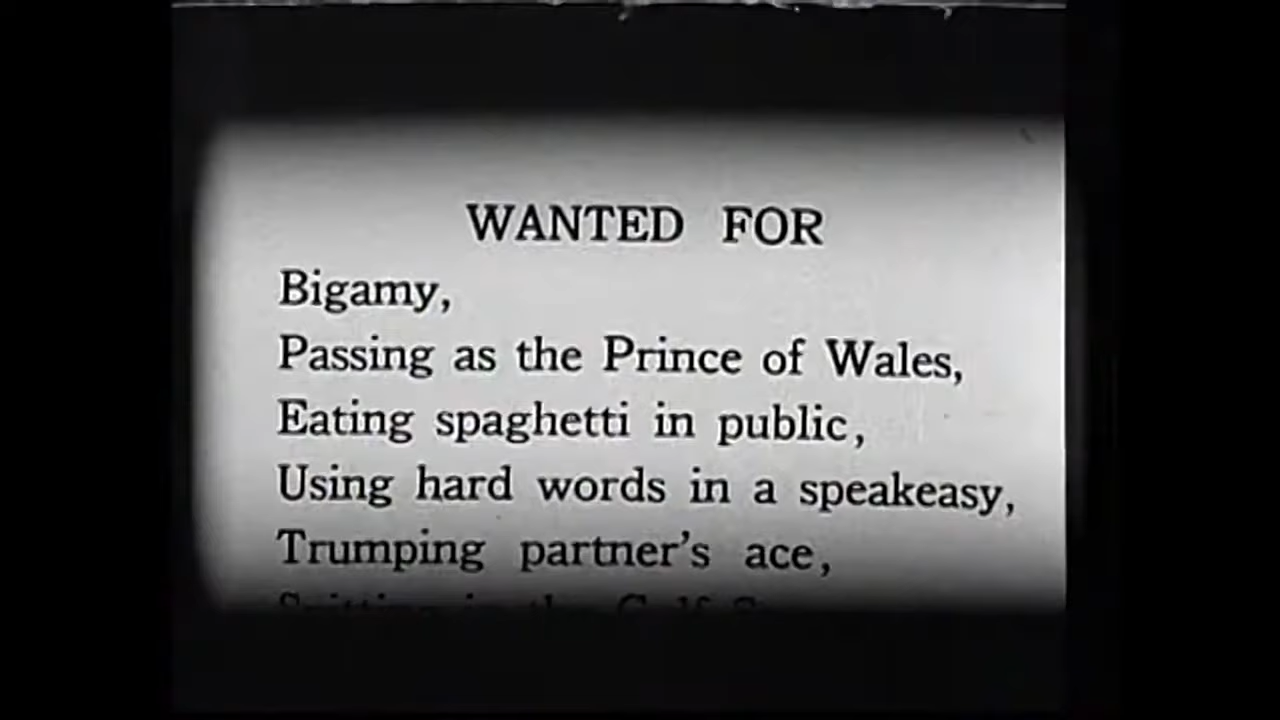 WANTED FOR
Bigamy,
Passing as the Prince of Wales,
Eating spaghetti in public,
Using hard words in a speakeasy,
Trumping partner's ace,